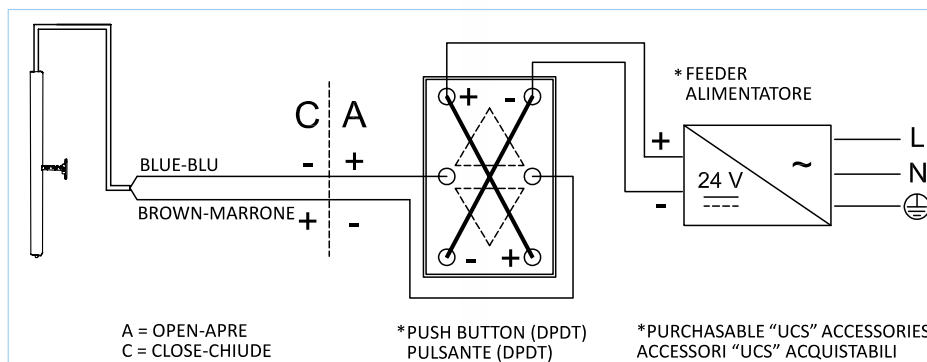 * FEEDER
ALIMENTATORE
C A
+ -
+ L
- +
BLUE-BLU
24 V ~ N
BROWN-MARRONE
+ -
-
- +
A = OPEN-APRE
C = CLOSE-CHIUDE
*PUSH BUTTON (DPDT)
PULSANTE (DPDT)
*PURCHASABLE "UCS" ACCESSORIES
ACCESSORI "UCS" ACQUISTABILI